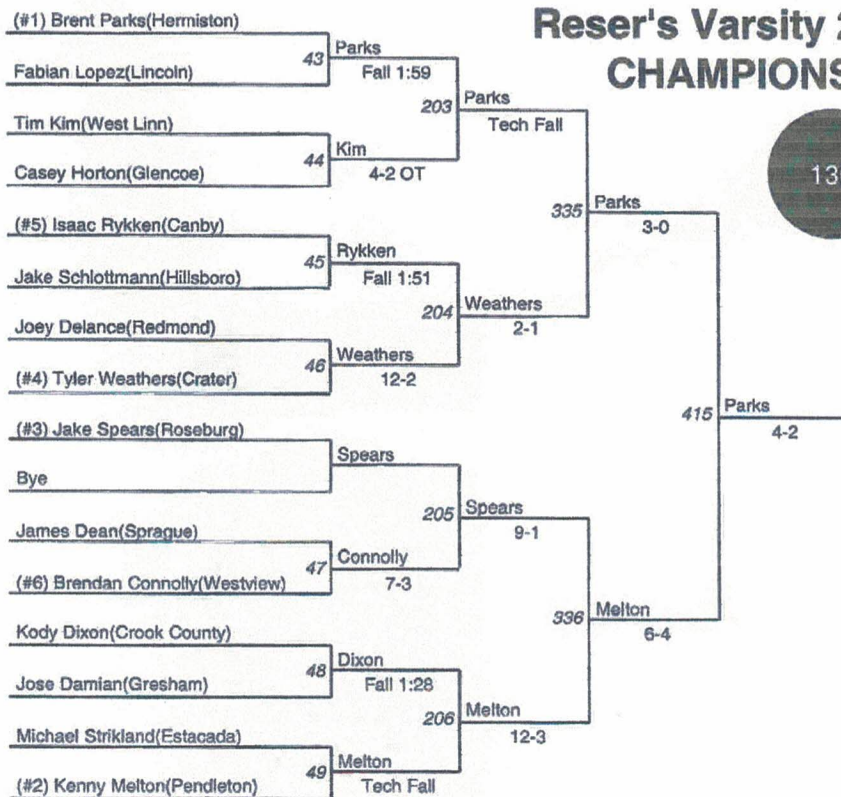 Reser's Varsity 2
CHAMPIONS
13
(#1) Brent Parks(Hermiston)
43
Parks
Fabian Lopez(Lincoln)
Fall 1:59
203
Parks
Tech Fall
Tim Kim(West Linn)
44
Kim
Casey Horton(Glencoe)
4-2 OT
335
Parks
3-0
(#5) Isaac Rykken(Canby)
45
Rykken
Jake Schlottmann(Hillsboro)
Fall 1:51
204
Weathers
2-1
Joey Delance(Redmond)
46
Weathers
(#4) Tyler Weathers(Crater)
12-2
415
Parks
4-2
(#3) Jake Spears(Roseburg)
Spears
Bye
205
Spears
9-1
James Dean(Sprague)
47
Connolly
(#6) Brendan Connolly(Westview)
7-3
336
Melton
6-4
Kody Dixon(Crook County)
48
Dixon
Jose Damian(Gresham)
Fall 1:28
206
Melton
12-3
Michael Strikland(Estacada)
49
Melton
(#2) Kenny Melton(Pendleton)
Tech Fall